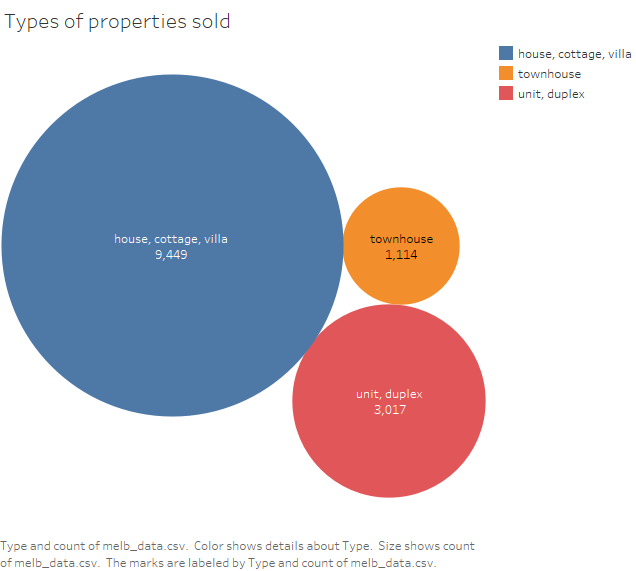 Types of properties sold
house, cottage, villa
townhouse
unit, duplex
house, cottage, villa
9,449
townhouse
1,114
unit, duplex
3,017
Type and count of melb_data.csv.  Color shows details about Type.  Size shows count
of melb_data.csv.  The marks are labeled by Type and count of melb_data.csv.